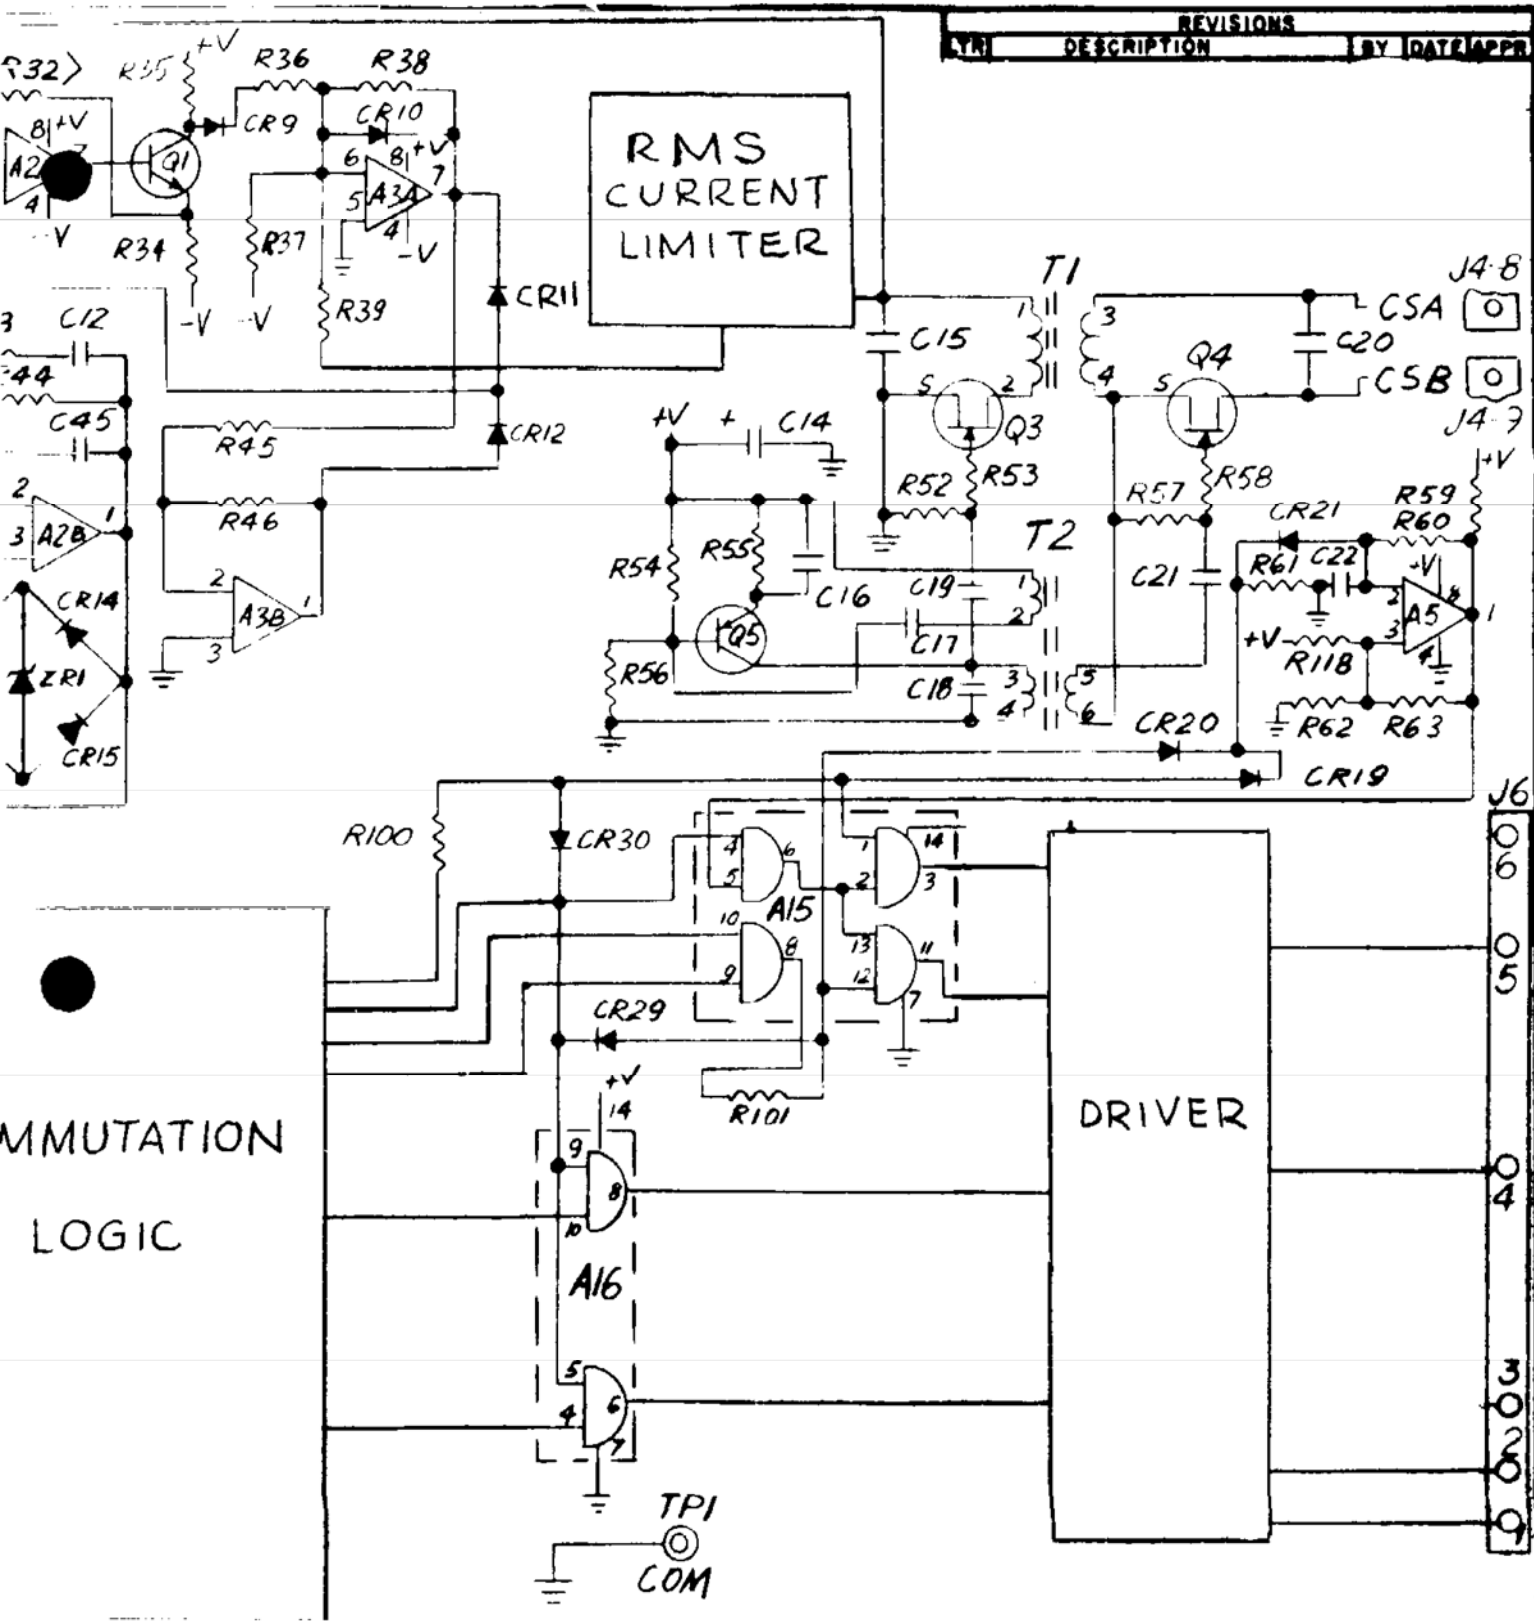 REVISIONS
LTR DESCRIPTION BY DATE APPR
R32
R35
+V
R36
R38
CR9
CR10
8
+V
A2
7
4
-V
Q1
R34
-V
R37
-V
6
5
8
+V
7
A3A
4
-V
R39
CR11
CR12
RMS
CURRENT
LIMITER
T1
1
2
3
4
CSA
CSB
J4-8
C20
Q4
S
C15
S
Q3
C12
44
C45
2
3
A2B
1
R45
R46
2
3
A3B
1
CR14
ZR1
CR15
+V
+
C14
R52
R53
R54
R55
C16
Q5
R56
C17
C18
C19
T2
1
2
3
4
5
6
R57
R58
C21
+V
R59
R60
CR21
R61
C22
+V
8
2
3
A5
1
4
+V
R118
R62
R63
CR20
CR19
R100
CR30
4
5
6
A15
1
2
14
3
10
9
8
13
12
11
7
CR29
R101
+V
14
9
10
8
A16
5
4
6
7
MMUTATION
LOGIC
DRIVER
J6
6
5
4
3
2
1
TP1
COM